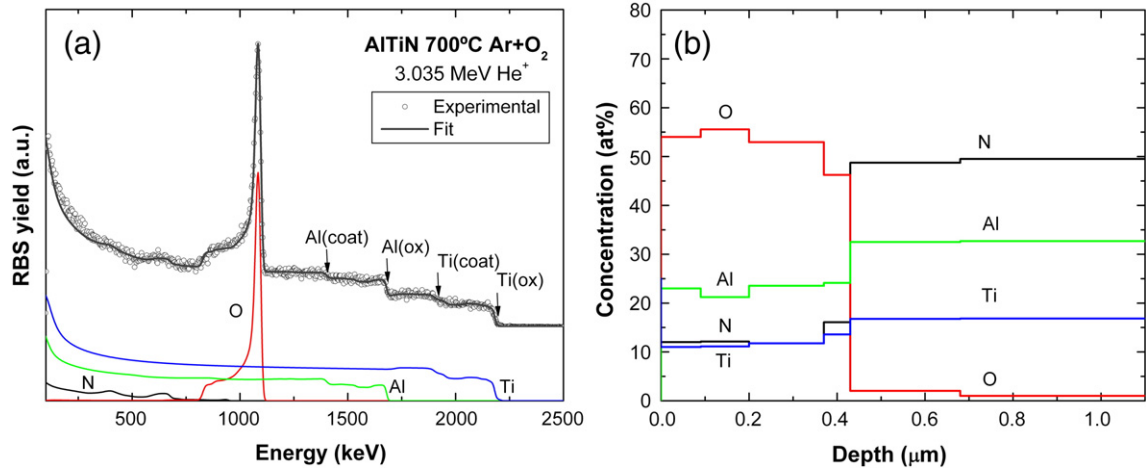 (a)
AlTiN 700ºC Ar+O2
3.035 MeV He+
Experimental
Fit
Al(coat)
Al(ox)
Ti(coat)
Ti(ox)
O
N
Al
Ti
RBS yield (a.u.)
500 1000 1500 2000 2500
Energy (keV)
(b)
80
70
60
50
40
30
20
10
0
O
N
Al
Ti
Al
N
Ti
O
Concentration (at%)
0.0 0.2 0.4 0.6 0.8 1.0
Depth (μm)